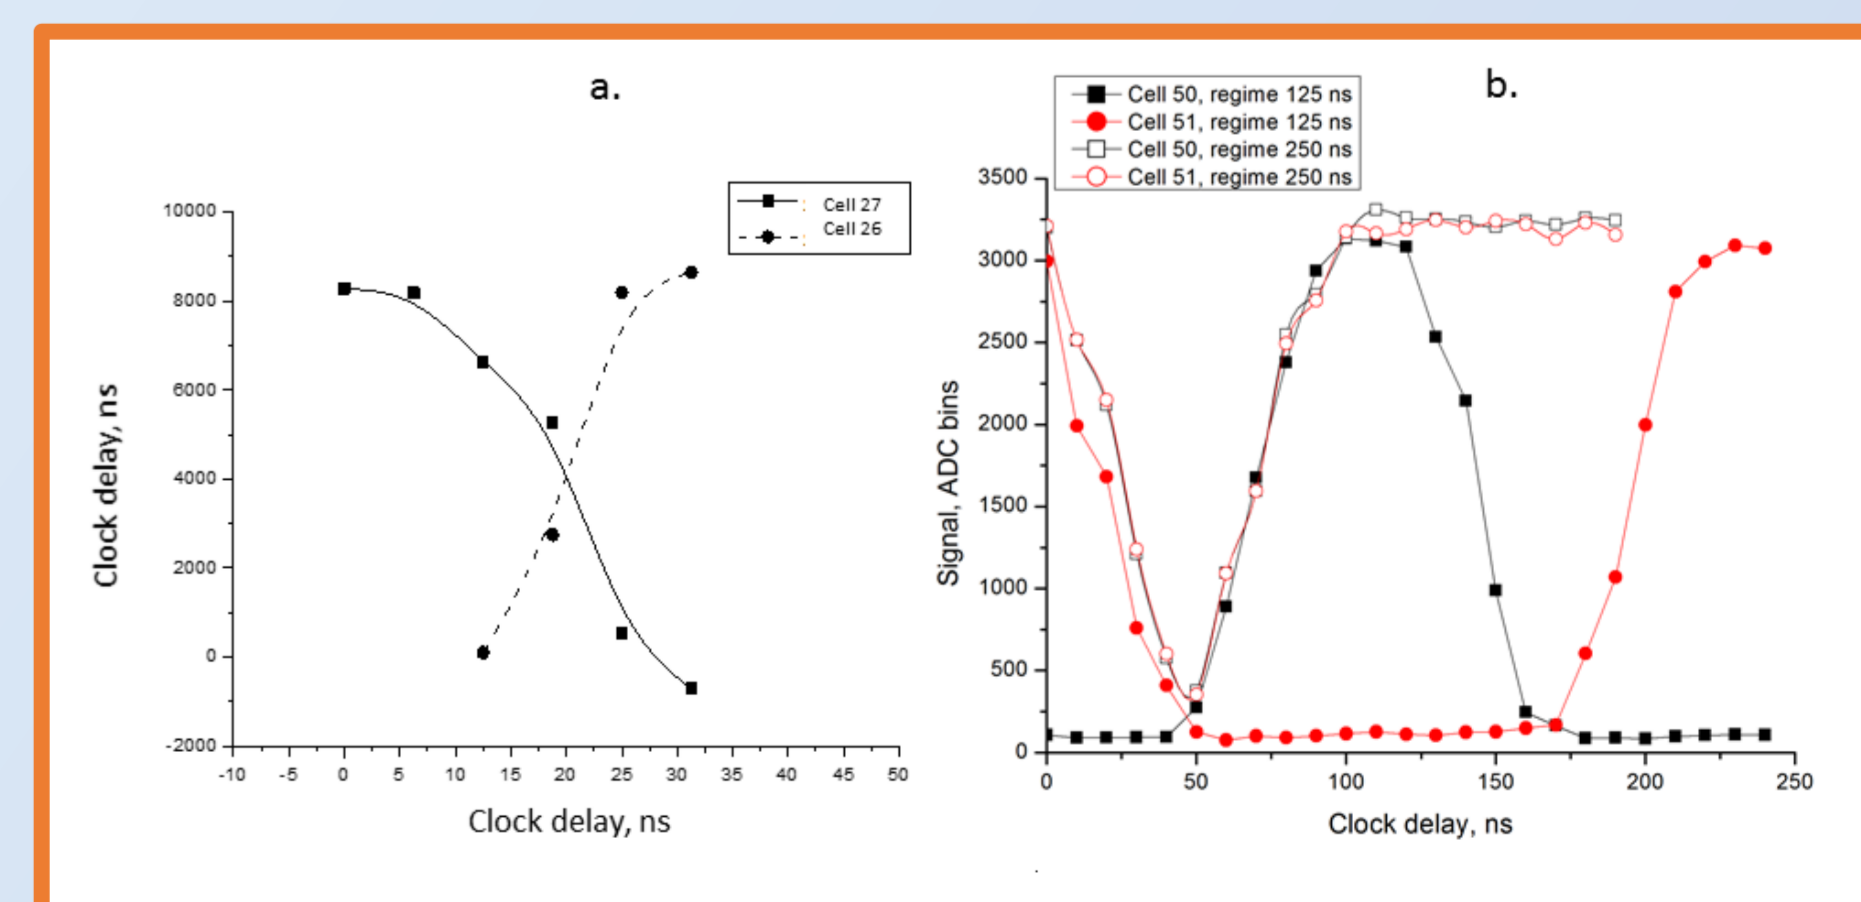 a.
Cell 27
Cell 26
10000
8000
6000
4000
2000
0
-2000
-10 -5 0 5 10 15 20 25 30 35 40 45 50
Clock delay, ns
Clock delay, ns
b.
Cell 50, regime 125 ns
Cell 51, regime 125 ns
Cell 50, regime 250 ns
Cell 51, regime 250 ns
3500
3000
2500
2000
1500
1000
500
0
0 50 100 150 200 250
Signal, ADC bins
Clock delay, ns